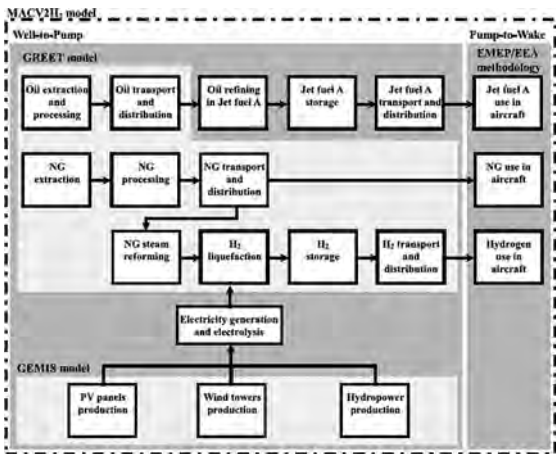 MACV2H₂ model
Well-to-Pump
Pump-to-Wake
GREET model
EMEP/EEA
methodology
Oil extraction
and
processing
Oil transport
and
distribution
Oil refining
in Jet fuel A
Jet fuel A
storage
Jet fuel A
transport and
distribution
Jet fuel A
use in
aircraft
NG
extraction
NG
processing
NG transport
and
distribution
NG use in
aircraft
NG steam
reforming
H₂
liquefaction
H₂
storage
H₂ transport
and
distribution
Hydrogen
use in
aircraft
Electricity generation
and electrolysis
GEMIS model
PV panels
production
Wind towers
production
Hydropower
production